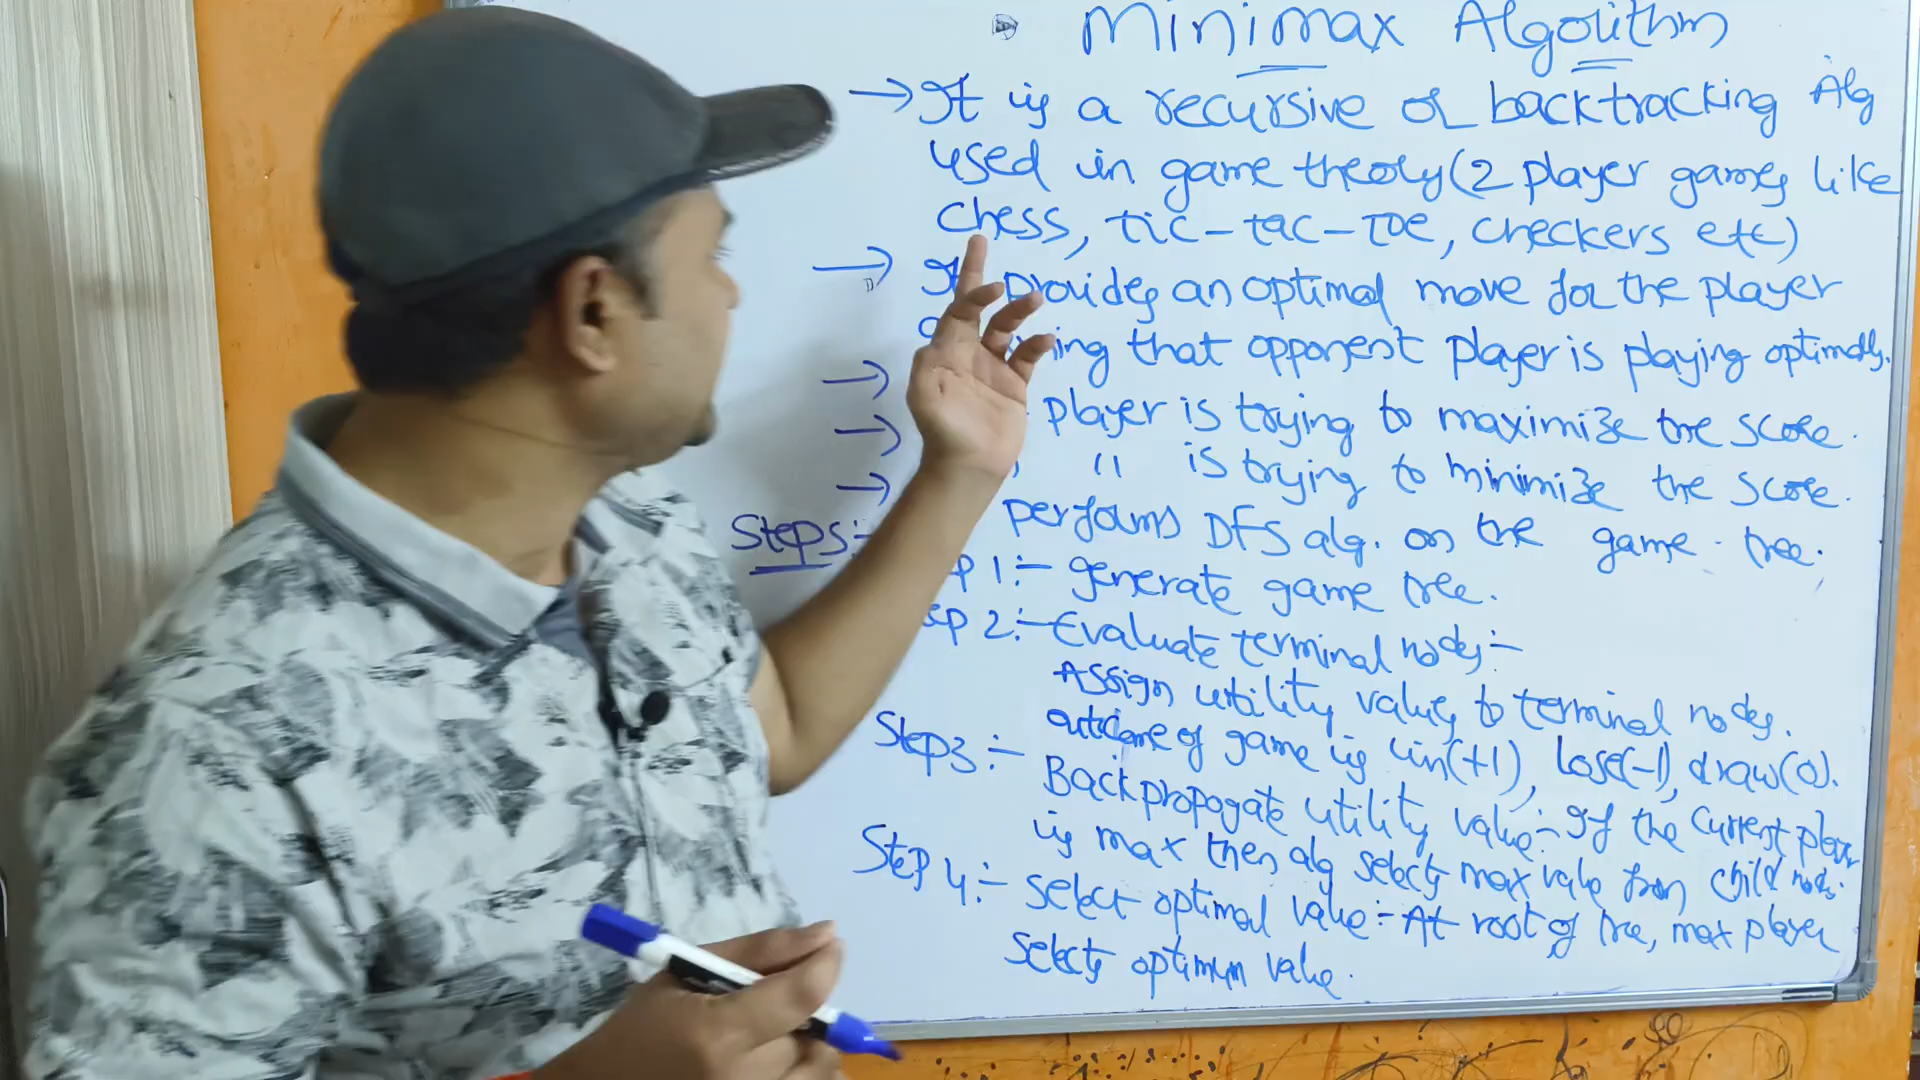 Minimax Algorithm
→ It is a recursive or backtracking Alg
used in game theory (2 player games like
chess, Tic-Tac-Toe, checkers etc)
→ It provides an optimal move for the player
that opponent player is playing optimally.
→ player is trying to maximize the score.
→ " is trying to minimize the score.
→ performs DFS alg. on the game tree.
Steps:-
1:- generate game tree.
2:- Evaluate terminal nodes:-
Assign utility values to terminal nodes.
outcome of game is win(+1), lose(-1), draw(0).
Step3:- Backpropogate utility value:- If the current player
is max then alg selects max value from child node.
Step 4:- select optimal value:- At root of tree, max player
selects optimum value.